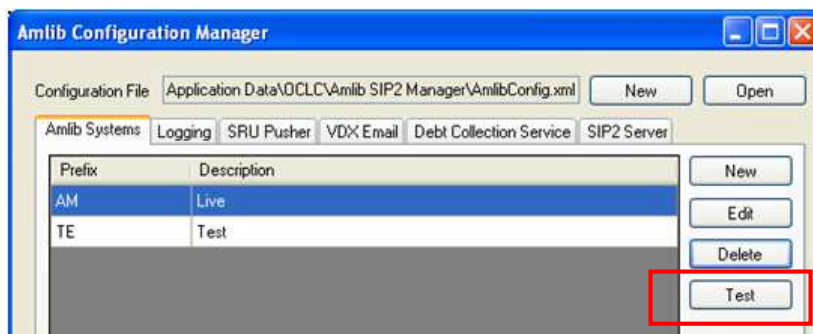 Amlib Configuration Manager
Configuration File Application Data\OCLC\Amlib SIP2 Manager\AmlibConfig.xml New Open
Amlib Systems Logging SRU Pusher VDX Email Debt Collection Service SIP2 Server
Prefix Description New
AM Live Edit
TE Test
Delete
Test